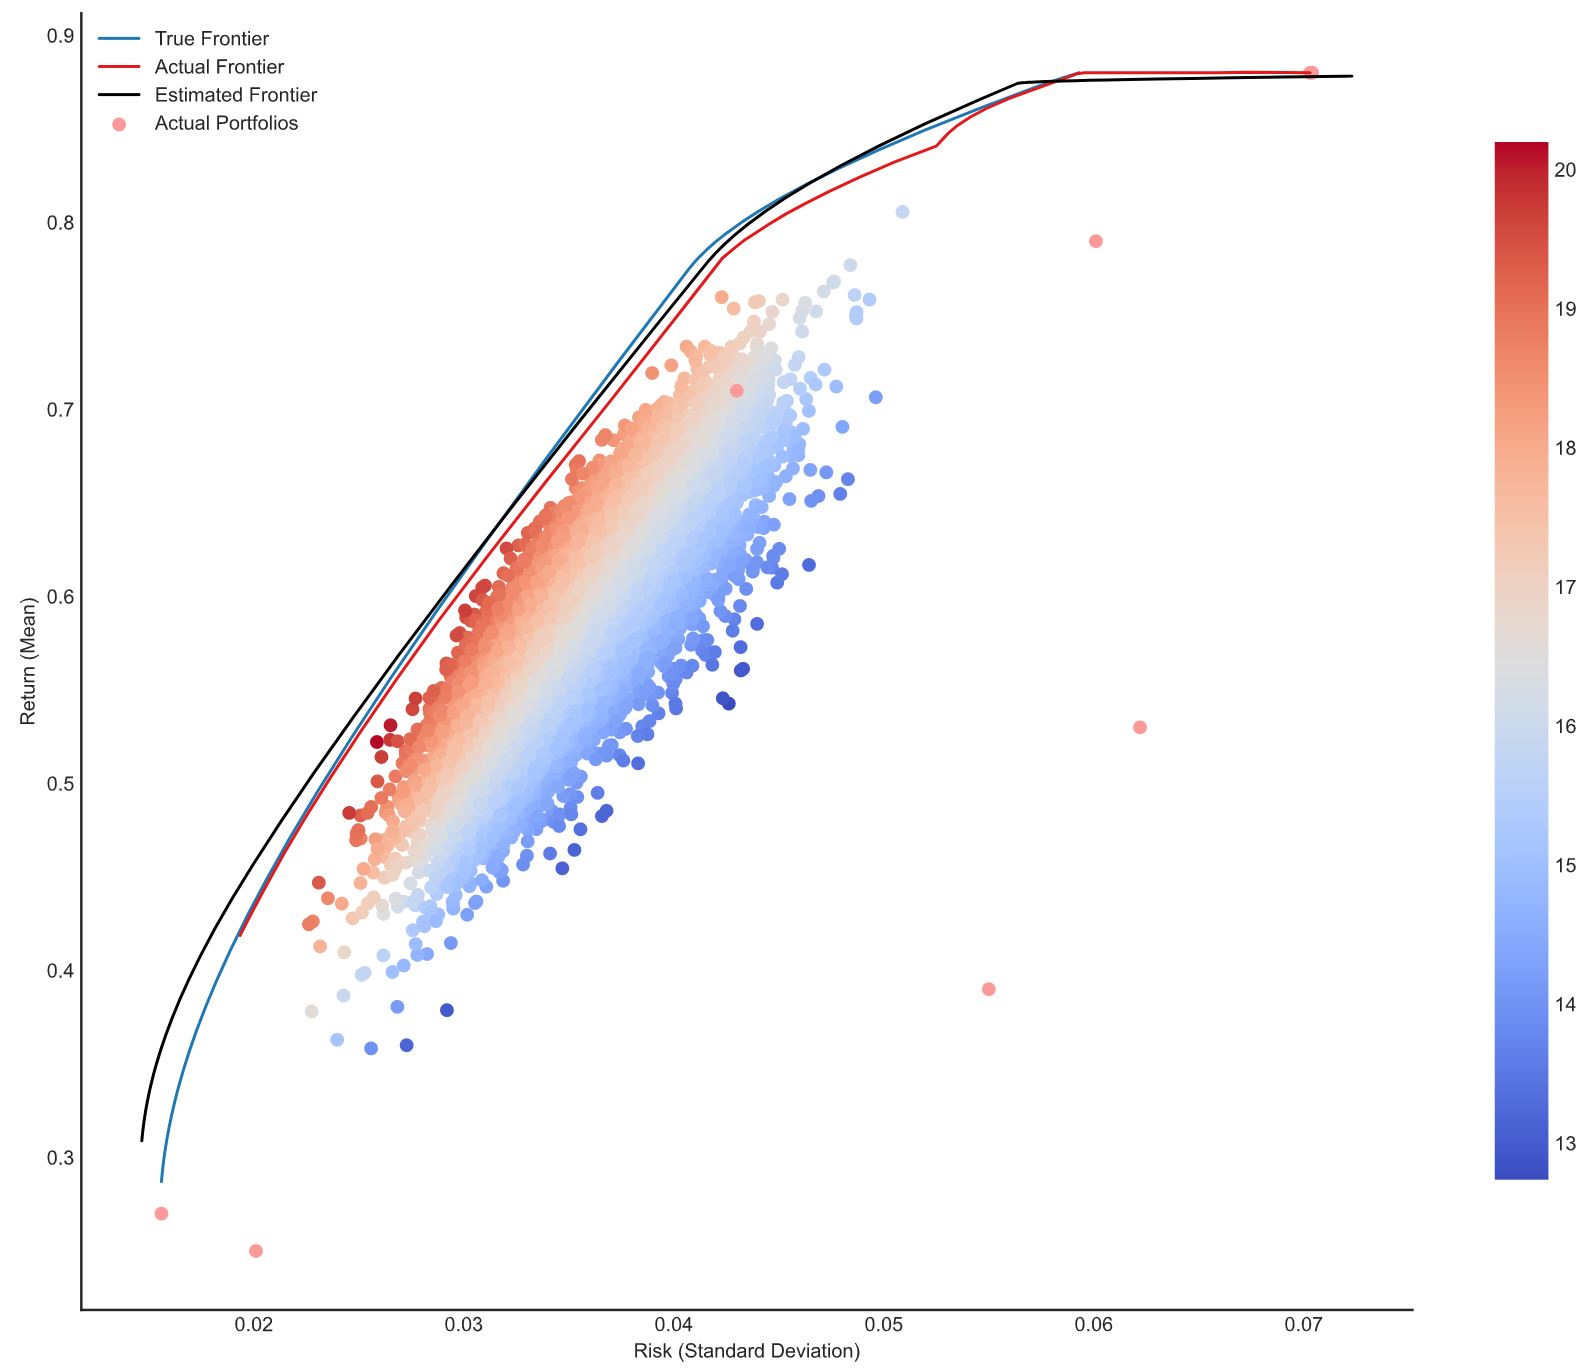 True Frontier
Actual Frontier
Estimated Frontier
Actual Portfolios
0.9
0.8
0.7
0.6
0.5
0.4
0.3
Return (Mean)
0.02 0.03 0.04 0.05 0.06 0.07
Risk (Standard Deviation)
20
19
18
17
16
15
14
13